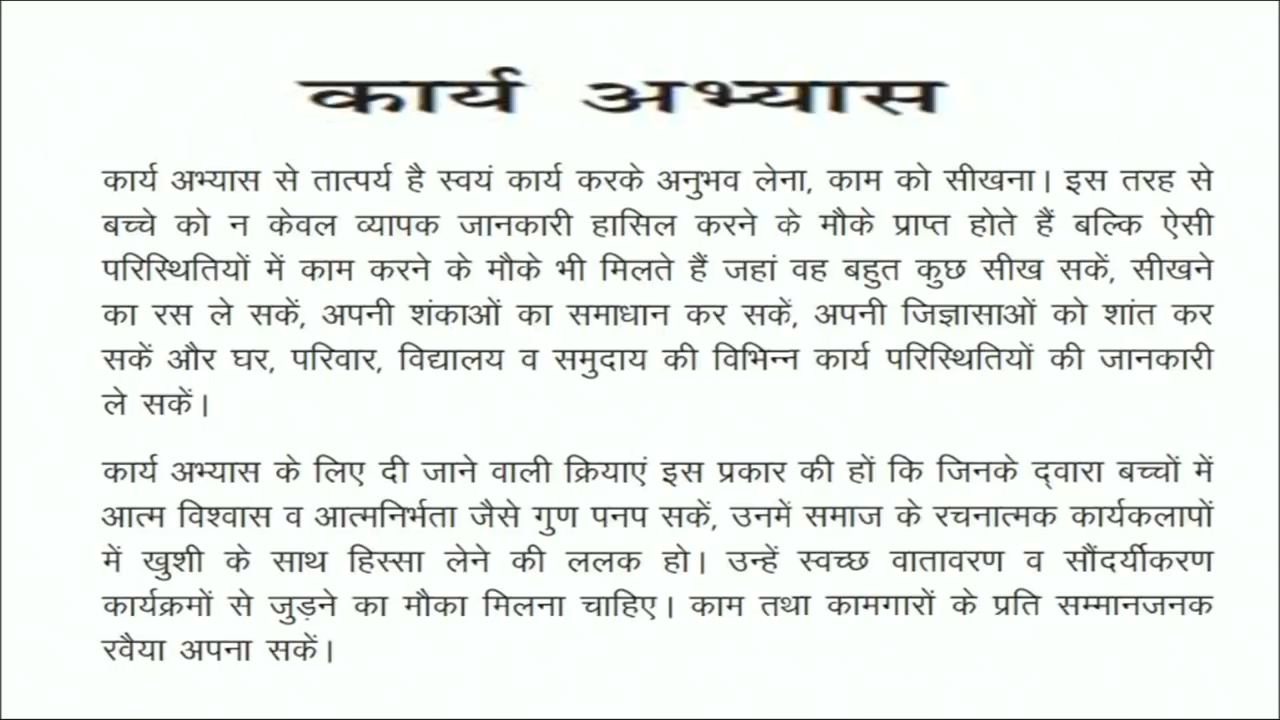 कार्य अभ्यास
कार्य अभ्यास से तात्पर्य है स्वयं कार्य करके अनुभव लेना, काम को सीखना। इस तरह से
बच्चे को न केवल व्यापक जानकारी हासिल करने के मौके प्राप्त होते हैं बल्कि ऐसी
परिस्थितियों में काम करने के मौके भी मिलते हैं जहां वह बहुत कुछ सीख सकें, सीखने
का रस ले सकें, अपनी शंकाओं का समाधान कर सकें, अपनी जिज्ञासाओं को शांत कर
सकें और घर, परिवार, विद्यालय व समुदाय की विभिन्न कार्य परिस्थितियों की जानकारी
ले सकें।
कार्य अभ्यास के लिए दी जाने वाली क्रियाएं इस प्रकार की हों कि जिनके द्वारा बच्चों में
आत्म विश्वास व आत्मनिर्भता जैसे गुण पनप सकें, उनमें समाज के रचनात्मक कार्यकलापों
में खुशी के साथ हिस्सा लेने की ललक हो। उन्हें स्वच्छ वातावरण व सौंदर्यीकरण
कार्यक्रमों से जुड़ने का मौका मिलना चाहिए। काम तथा कामगारों के प्रति सम्मानजनक
रवैया अपना सकें।